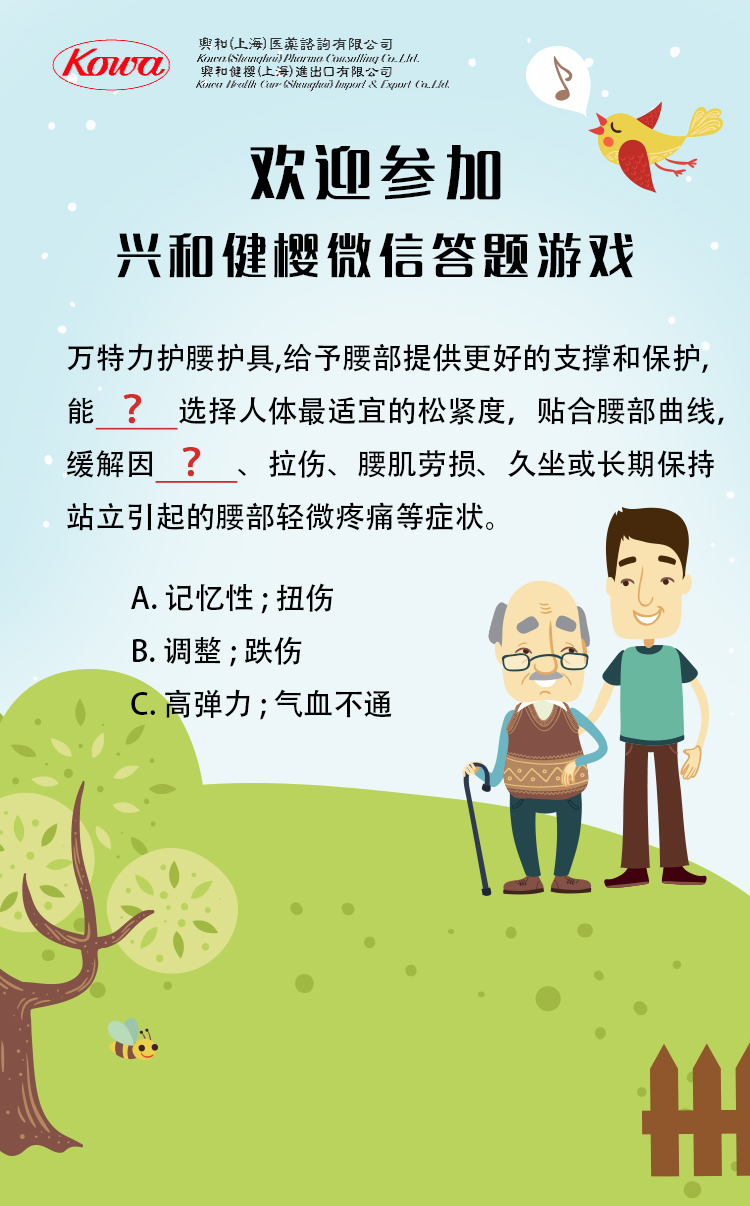 Kowa
興和(上海)医薬諮詢有限公司
Kowa(Shanghai)Pharma Consulting Co.Ltd.
興和健櫻(上海)進出口有限公司
Kowa Health Care(Shanghai)Import & Export Co.,Ltd.
欢迎参加
兴和健樱微信答题游戏
万特力护腰护具,给予腰部提供更好的支撑和保护,
能 ? 选择人体最适宜的松紧度，贴合腰部曲线,
缓解因 ? 、拉伤、腰肌劳损、久坐或长期保持
站立引起的腰部轻微疼痛等症状。
A. 记忆性 ; 扭伤
B. 调整 ; 跌伤
C. 高弹力 ; 气血不通